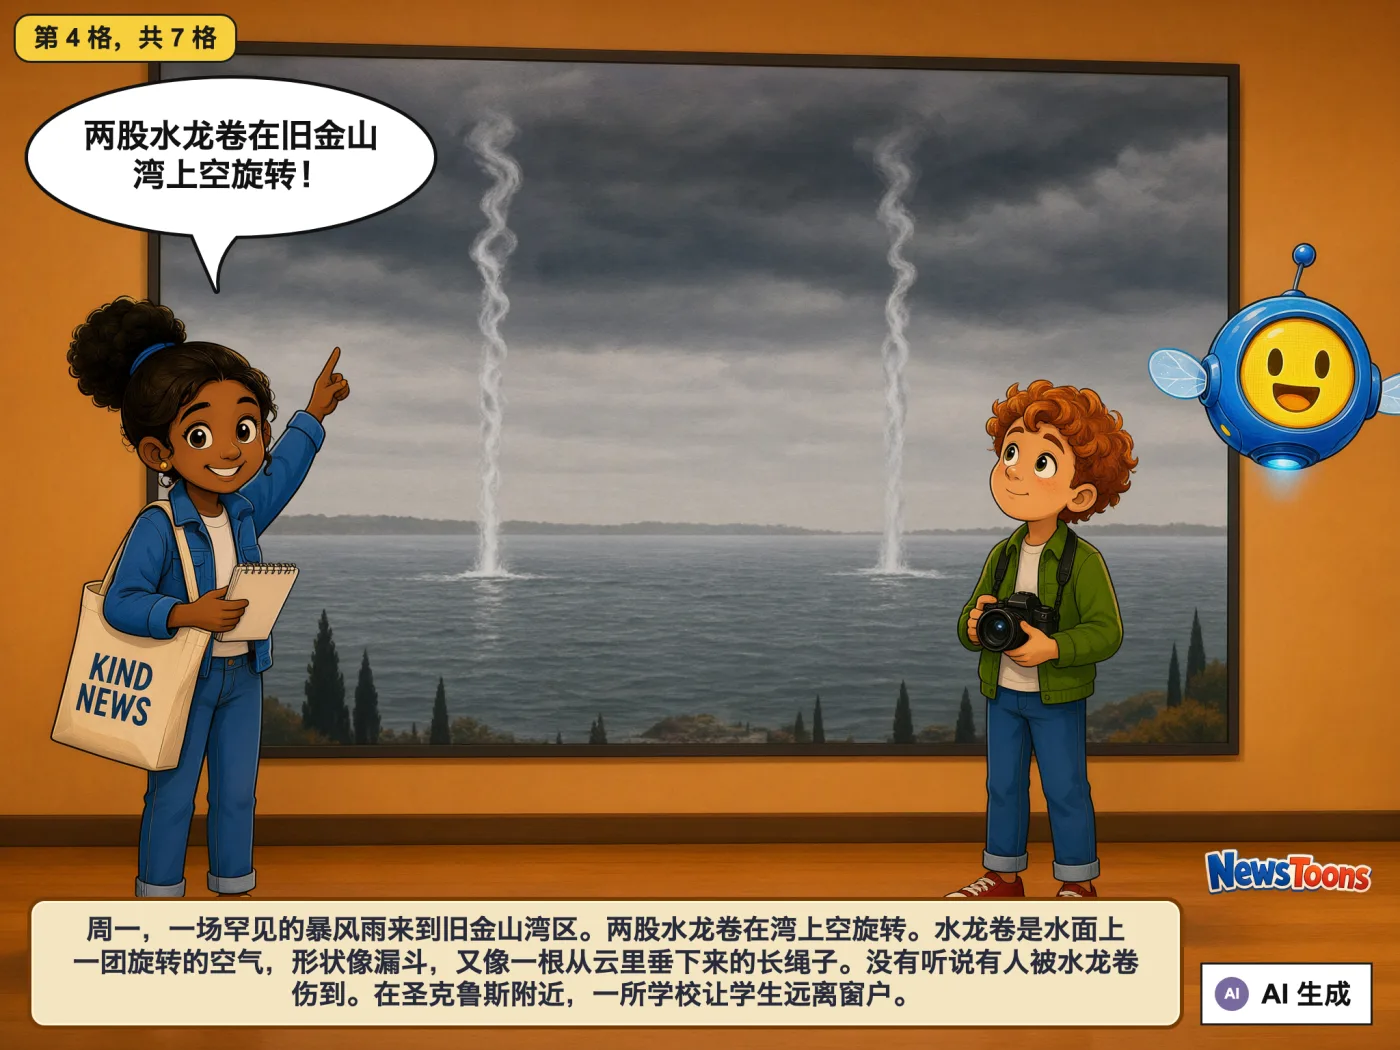 第 4 格，共 7 格
两股水龙卷在旧金山
湾上空旋转！
KIND
NEWS
NEWSTOONS
周一，一场罕见的暴风雨来到旧金山湾区。两股水龙卷在湾上空旋转。水龙卷是水面上
一团旋转的空气，形状像漏斗，又像一根从云里垂下来的长绳子。没有听说有人被水龙卷
伤到。在圣克鲁斯附近，一所学校让学生远离窗户。
AI AI 生成